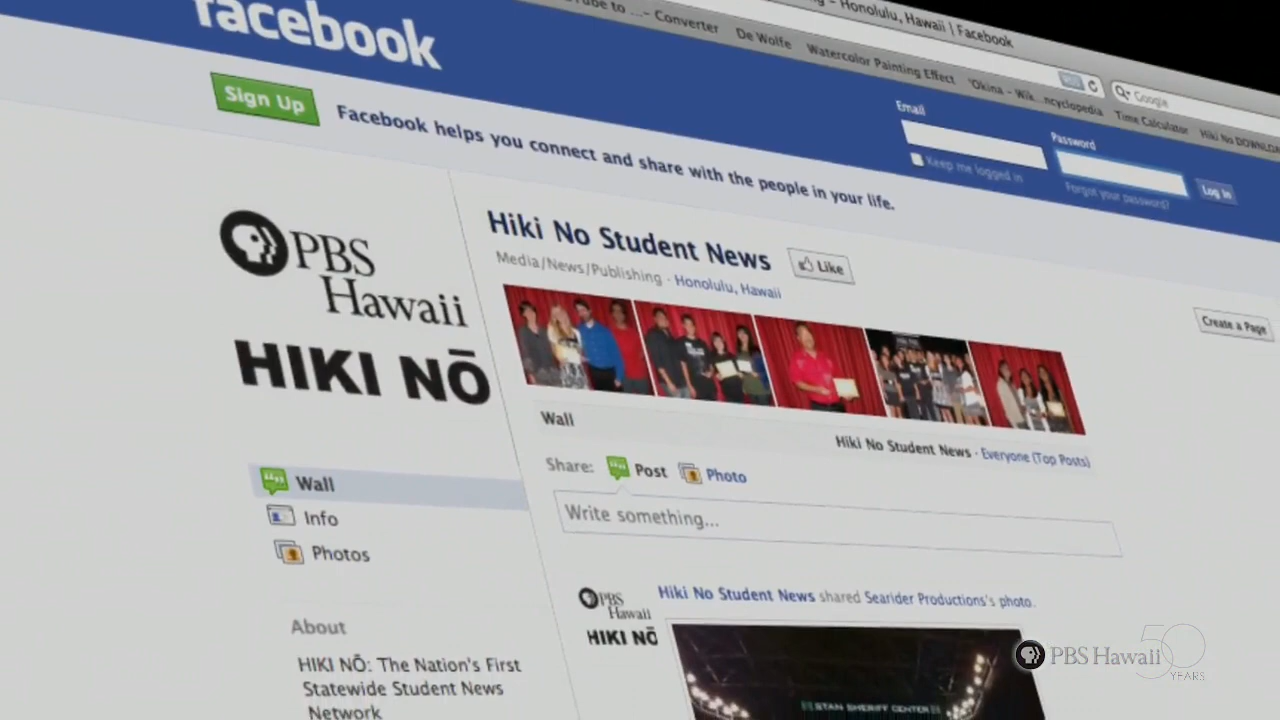 – Honolulu, Hawaii | Facebook
to ...– Converter
De Wolfe
Watercolor Painting Effect
'Okina – Wik...ncyclopedia
Time Calculator
Google
facebook
Sign Up
Facebook helps you connect and share with the people in your life.
Email
Password
Keep me logged in
Forgot your password?
Log In
PBS
Hawaii
HIKI NŌ
Hiki No Student News
Like
Media/News/Publishing · Honolulu, Hawaii
Create a Page
Wall
Hiki No Student News · Everyone (Top Posts)
Share:
Post
Photo
Write something...
Wall
Info
Photos
PBS
Hawaii
HIKI NŌ
Hiki No Student News shared Searider Productions's photo.
About
HIKI NŌ: The Nation's First
Statewide Student News
Network
STAN SHERIFF CENTER
PBS Hawaii 50
YEARS